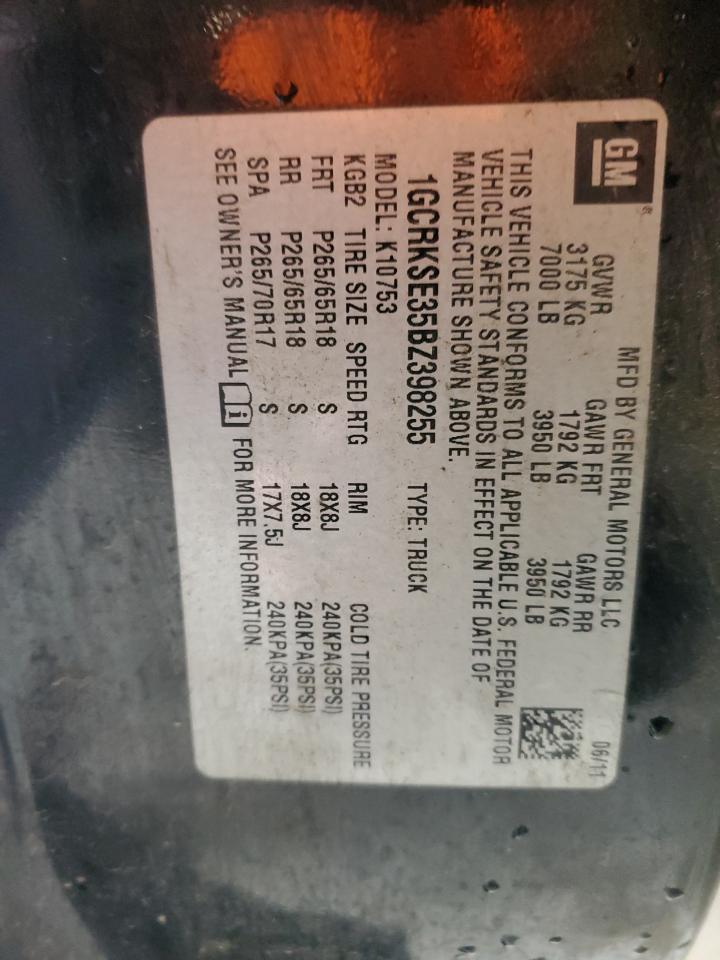 GM®
MFD BY GENERAL MOTORS LLC 06/11
GVWR GAWR FRT GAWR RR
3175 KG 1792 KG 1792 KG
7000 LB 3950 LB 3950 LB
THIS VEHICLE CONFORMS TO ALL APPLICABLE U.S. FEDERAL MOTOR
VEHICLE SAFETY STANDARDS IN EFFECT ON THE DATE OF
MANUFACTURE SHOWN ABOVE.
1GCRKSE35BZ398255 TYPE: TRUCK
MODEL: K10753
KGB2 TIRE SIZE SPEED RTG RIM COLD TIRE PRESSURE
FRT P265/65R18 S 18X8J 240KPA(35PSI)
RR P265/65R18 S 18X8J 240KPA(35PSI)
SPA P265/70R17 S 17X7.5J 240KPA(35PSI)
SEE OWNER'S MANUAL i FOR MORE INFORMATION.